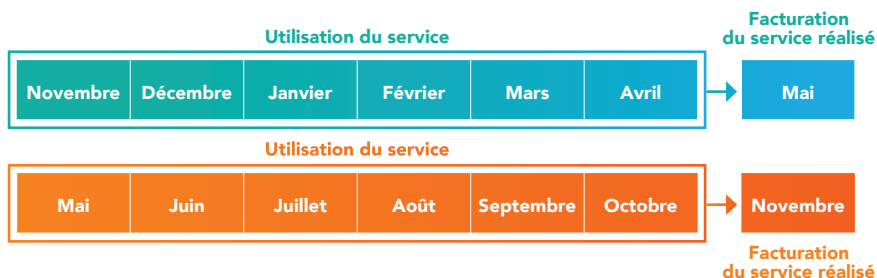 Facturation
Utilisation du service
du service réalisé
Novembre Décembre Janvier Février Mars Avril Mai
Utilisation du service
Mai Juin Juillet Août Septembre Octobre Novembre
Facturation
du service réalisé